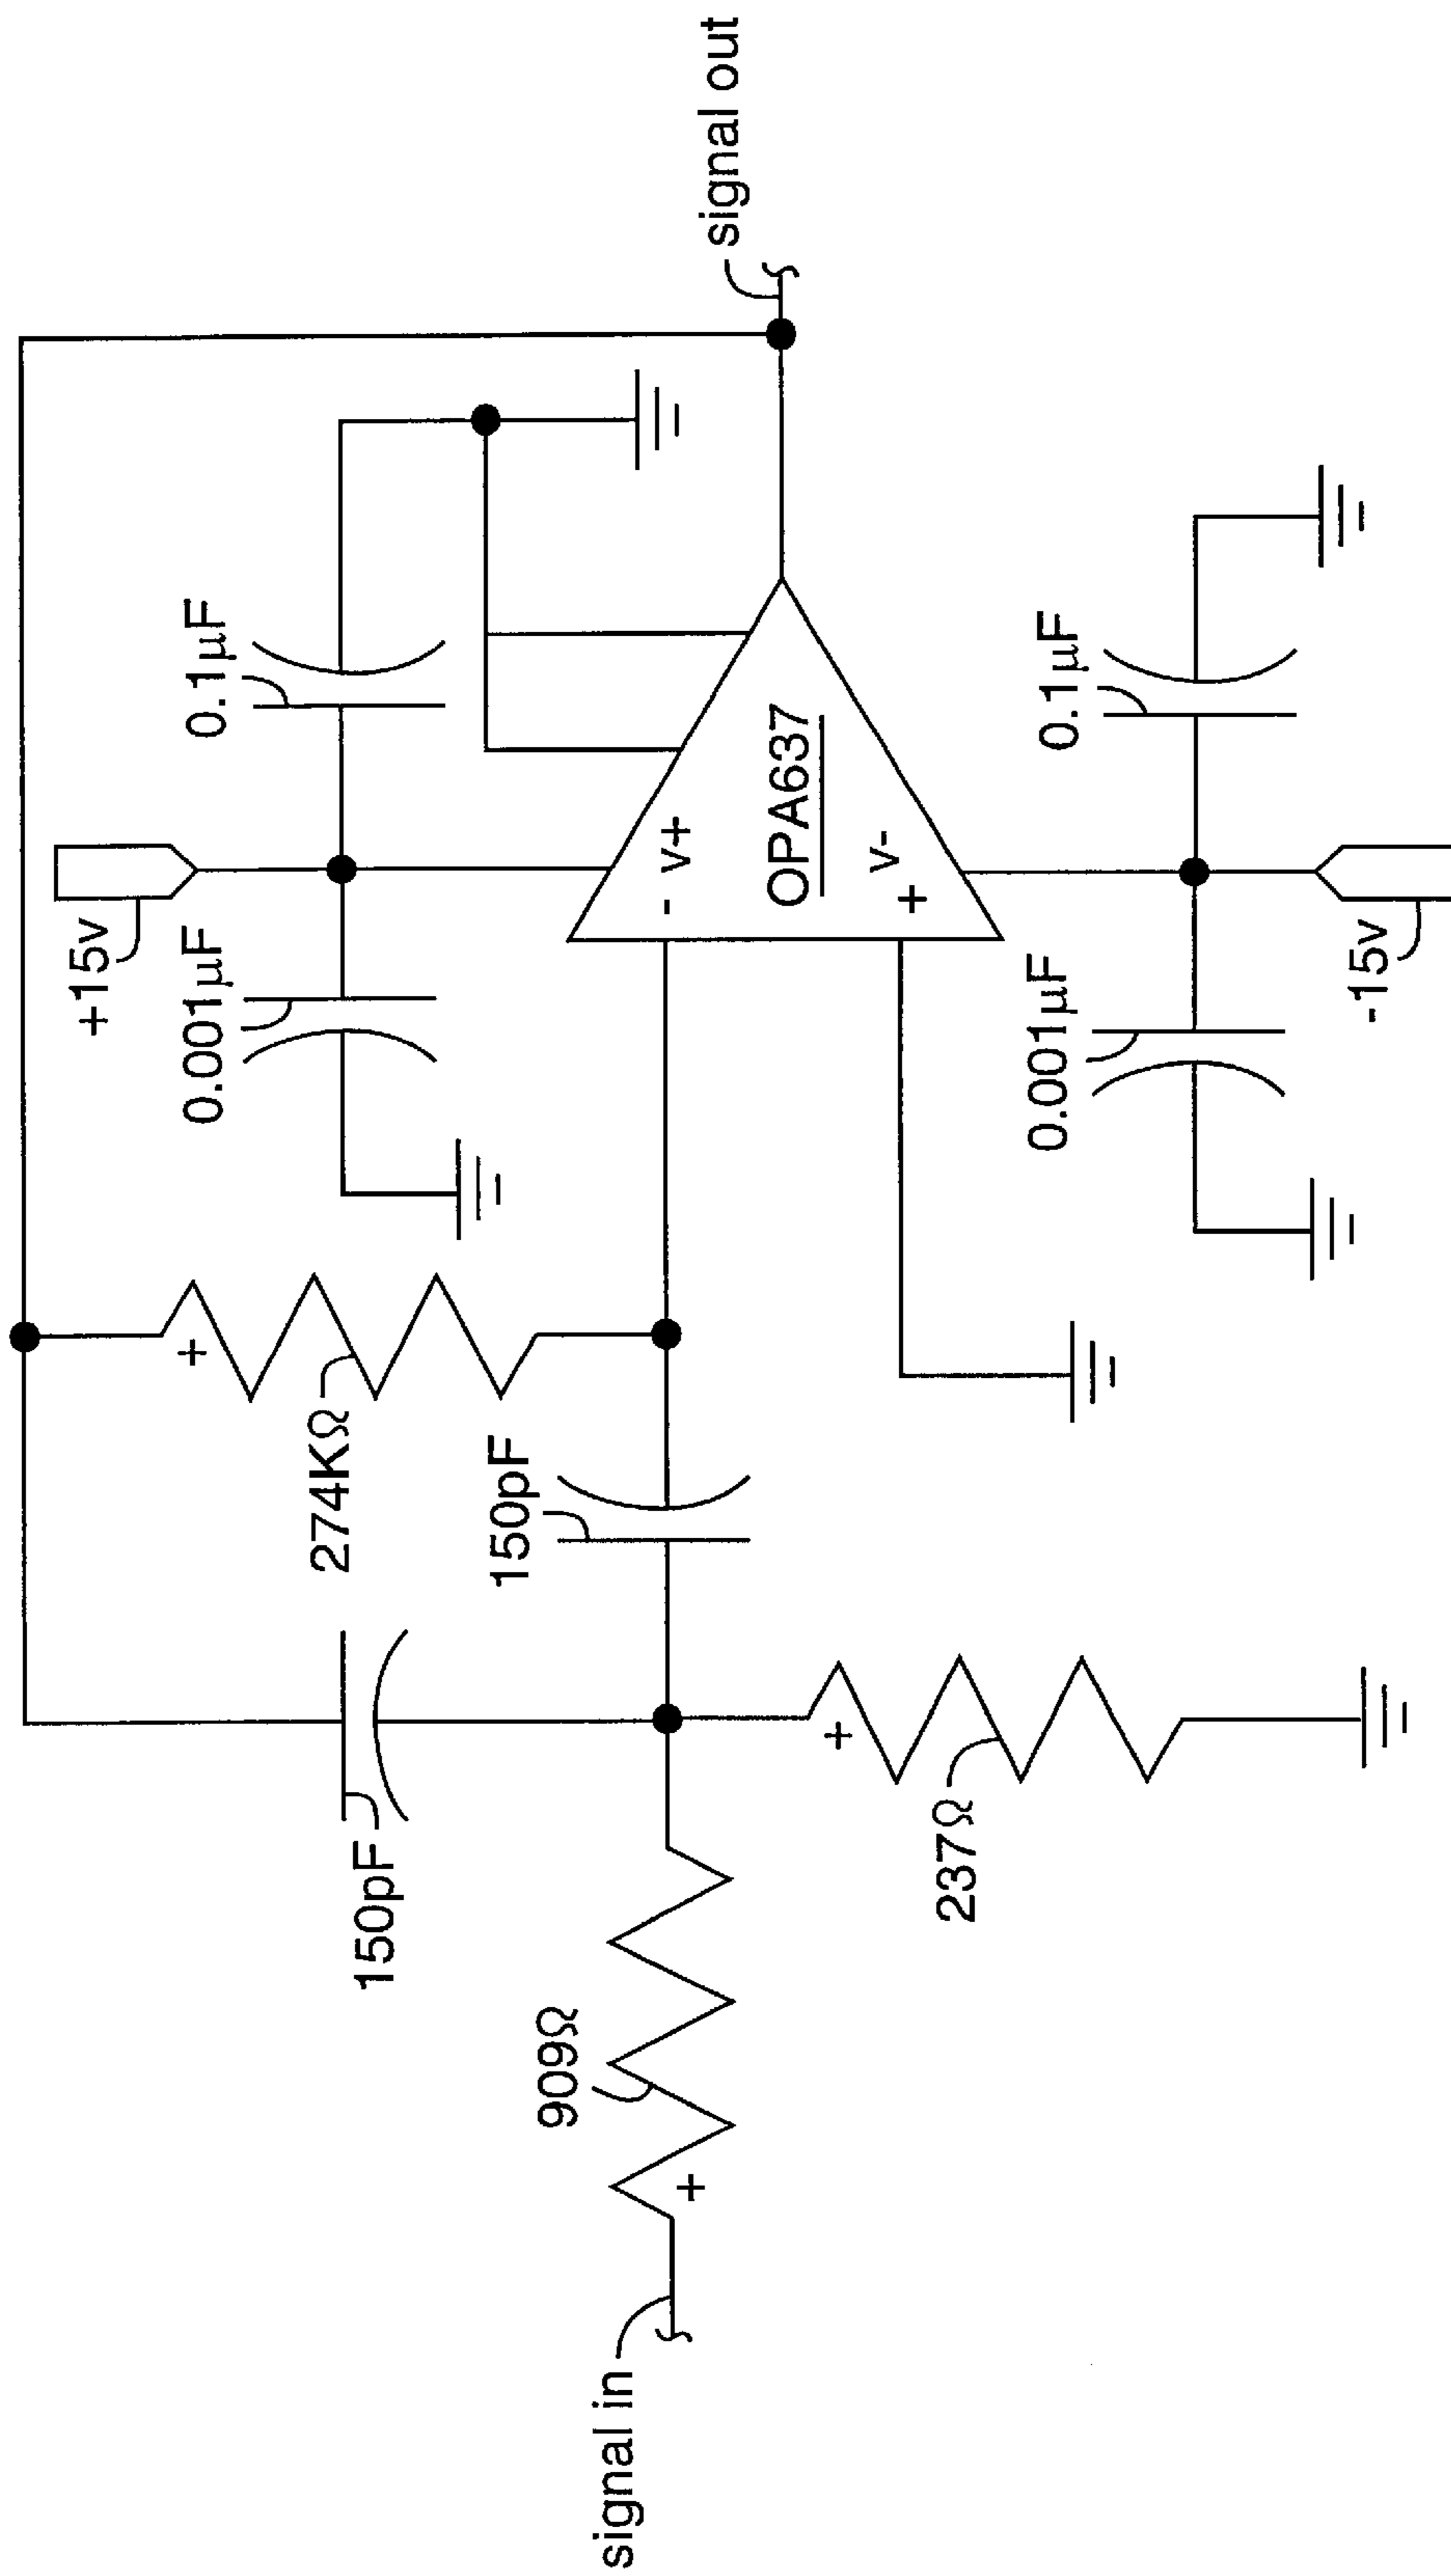 signal in
909Ω
+
237Ω
+
150pF
150pF
274KΩ
+
+15v
0.001µF
0.1µF
- v+
OPA637
+ v-
0.001µF
0.1µF
-15v
signal out